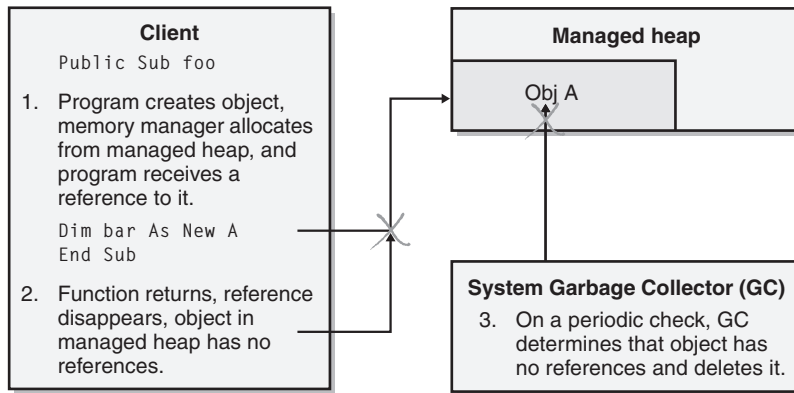 Client
Public Sub foo
1. Program creates object,
memory manager allocates
from managed heap, and
program receives a
reference to it.
Dim bar As New A
End Sub
2. Function returns, reference
disappears, object in
managed heap has no
references.
Managed heap
Obj A
System Garbage Collector (GC)
3. On a periodic check, GC
determines that object has
no references and deletes it.